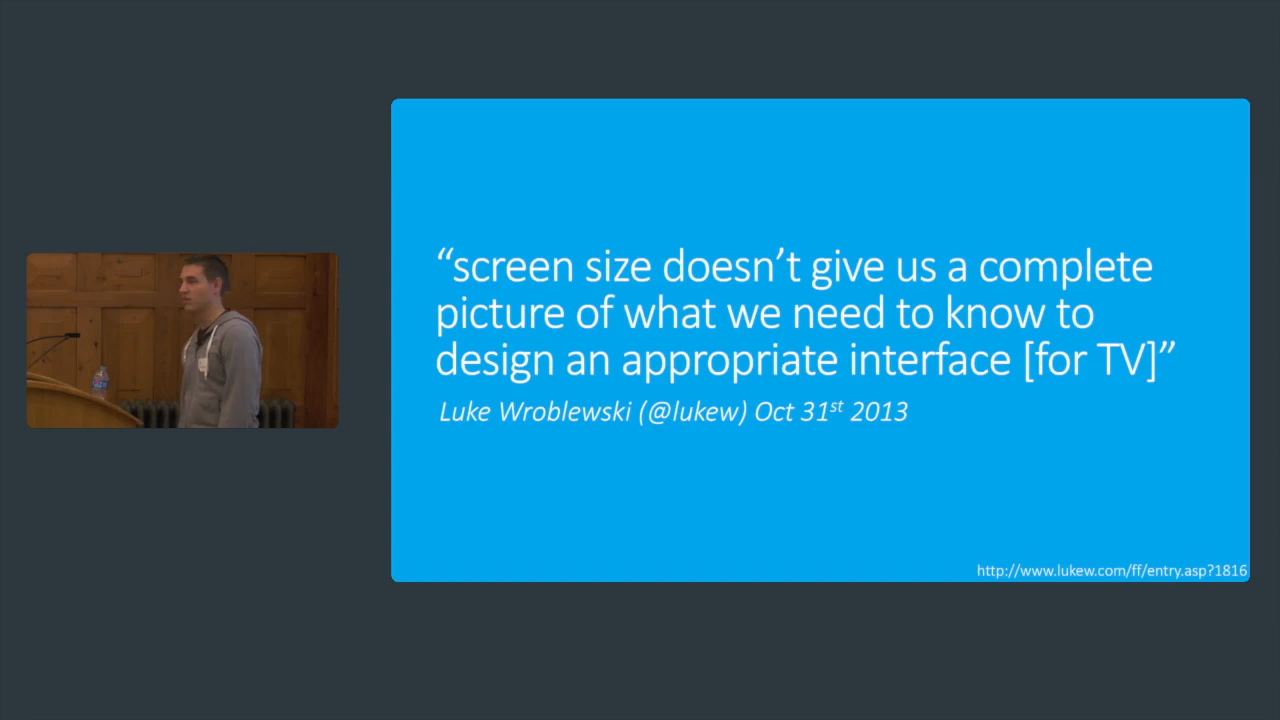 “screen size doesn’t give us a complete
picture of what we need to know to
design an appropriate interface [for TV]”
Luke Wroblewski (@lukew) Oct 31st 2013
http://www.lukew.com/ff/entry.asp?1816